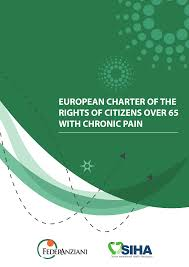 EUROPEAN CHARTER OF THE
RIGHTS OF CITIZENS OVER 65
WITH CHRONIC PAIN
FEDERANZIANI
SIHA